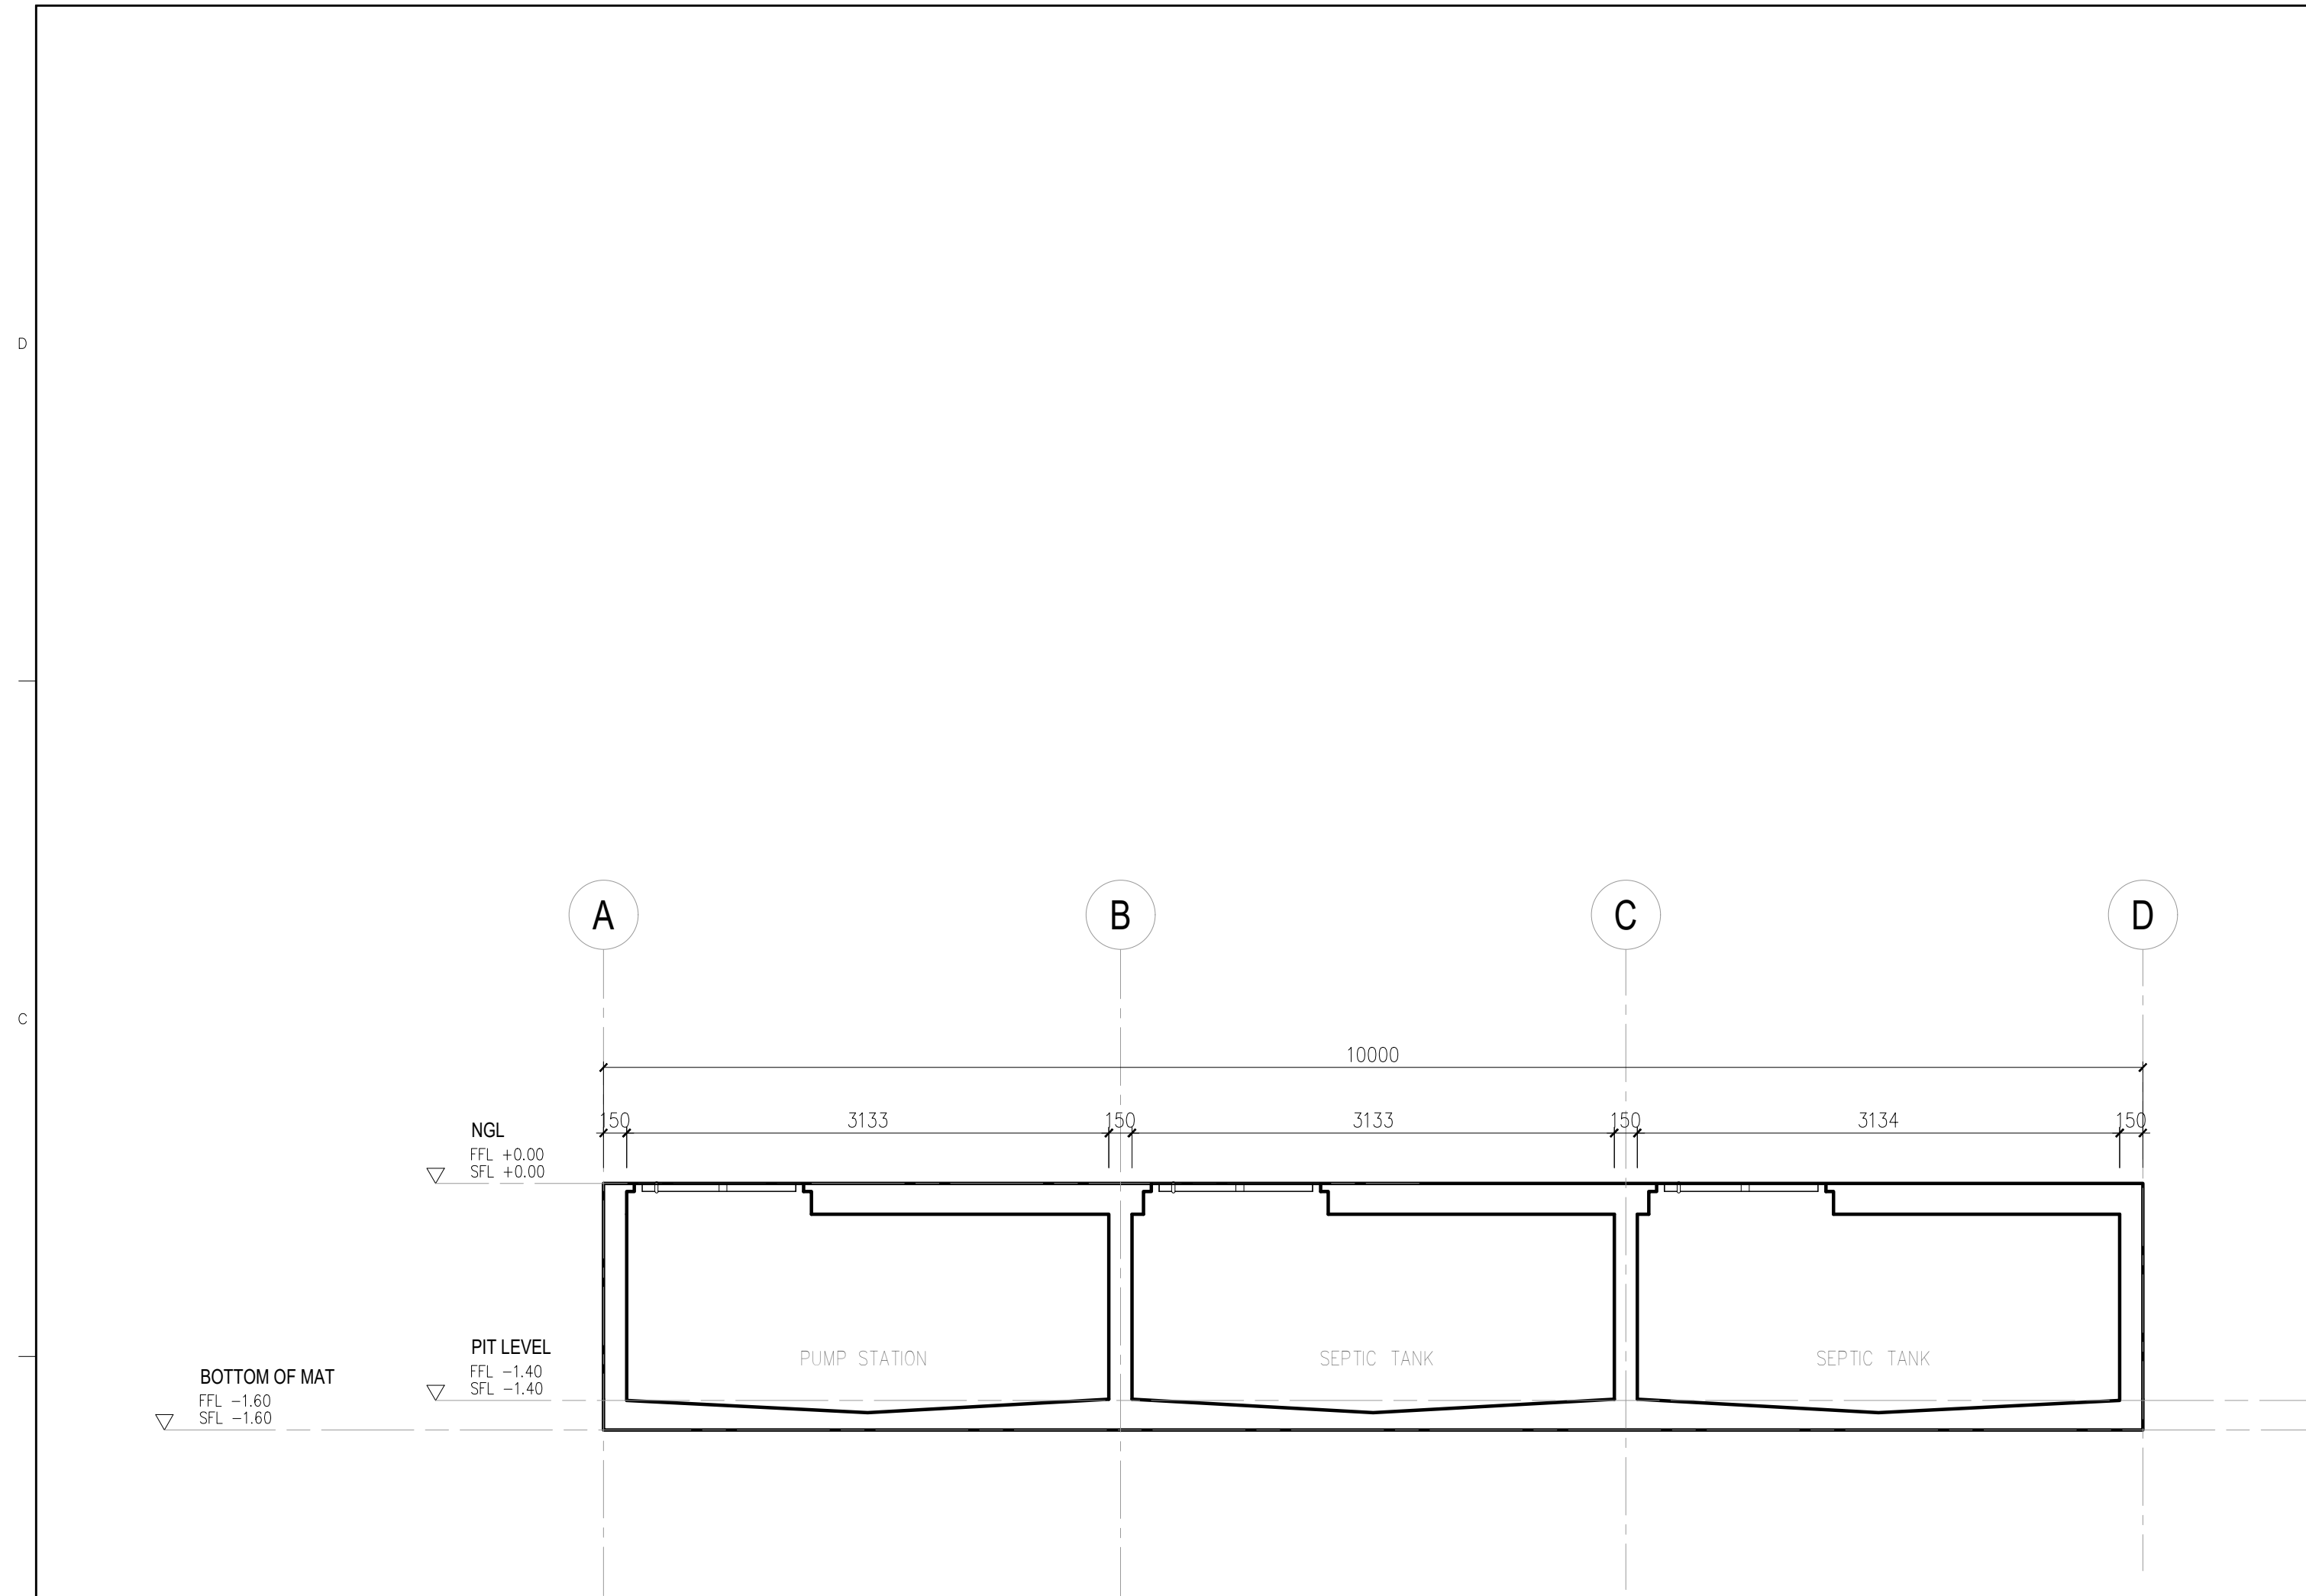 D
A
B
C
D
C
10000
150
3133
150
3133
150
3134
150
NGL
FFL +0.00
SFL +0.00
PIT LEVEL
FFL −1.40
SFL −1.40
PUMP STATION
SEPTIC TANK
SEPTIC TANK
BOTTOM OF MAT
FFL −1.60
SFL −1.60